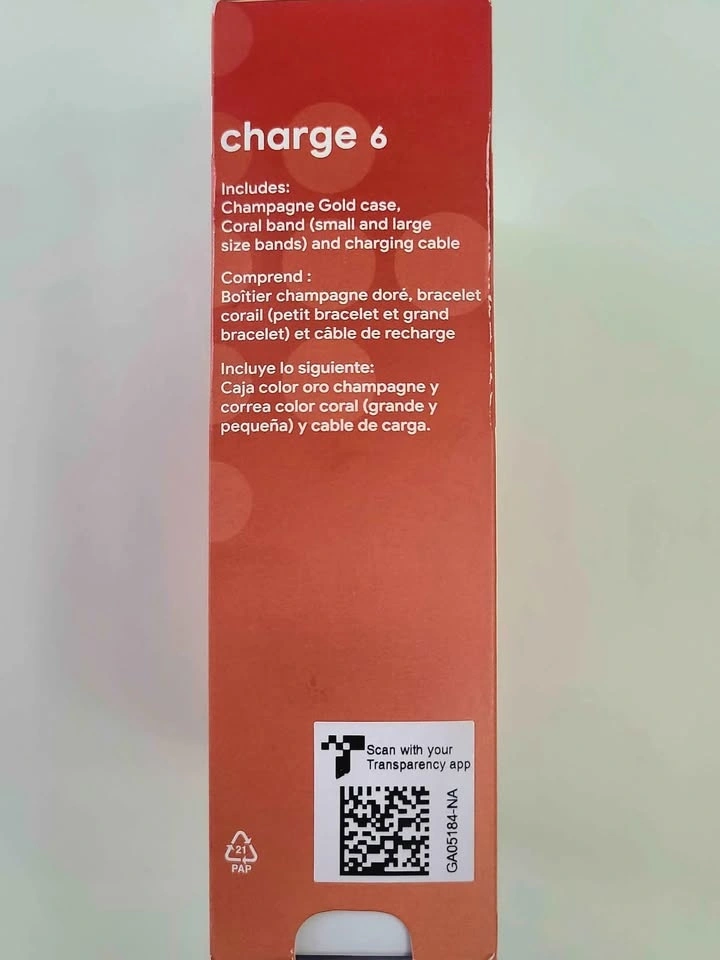 charge 6
Includes:
Champagne Gold case,
Coral band (small and large
size bands) and charging cable
Comprend :
Boîtier champagne doré, bracelet
corail (petit bracelet et grand
bracelet) et câble de recharge
Incluye lo siguiente:
Caja color oro champagne y
correa color coral (grande y
pequeña) y cable de carga.
Scan with your
Transparency app
GA05184-NA
21
PAP